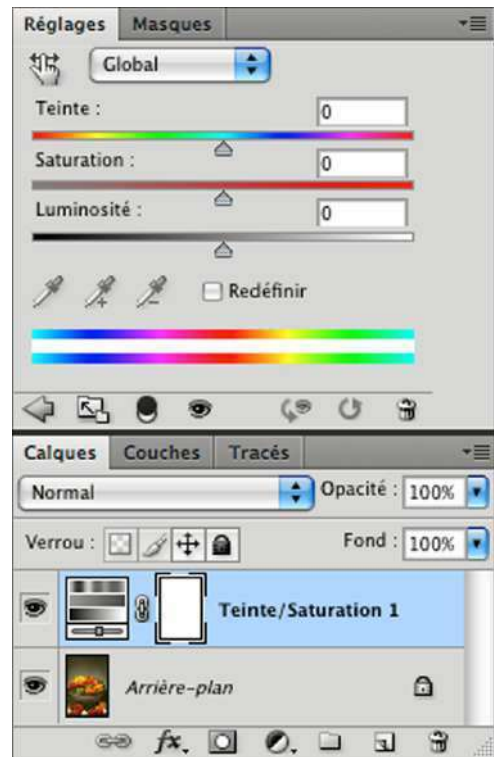 Réglages Masques
Global
Teinte : 0
Saturation : 0
Luminosité : 0
Redéfinir
Calques Couches Tracés
Normal Opacité : 100%
Verrou : Fond : 100%
Teinte/Saturation 1
Arrière-plan
fx.